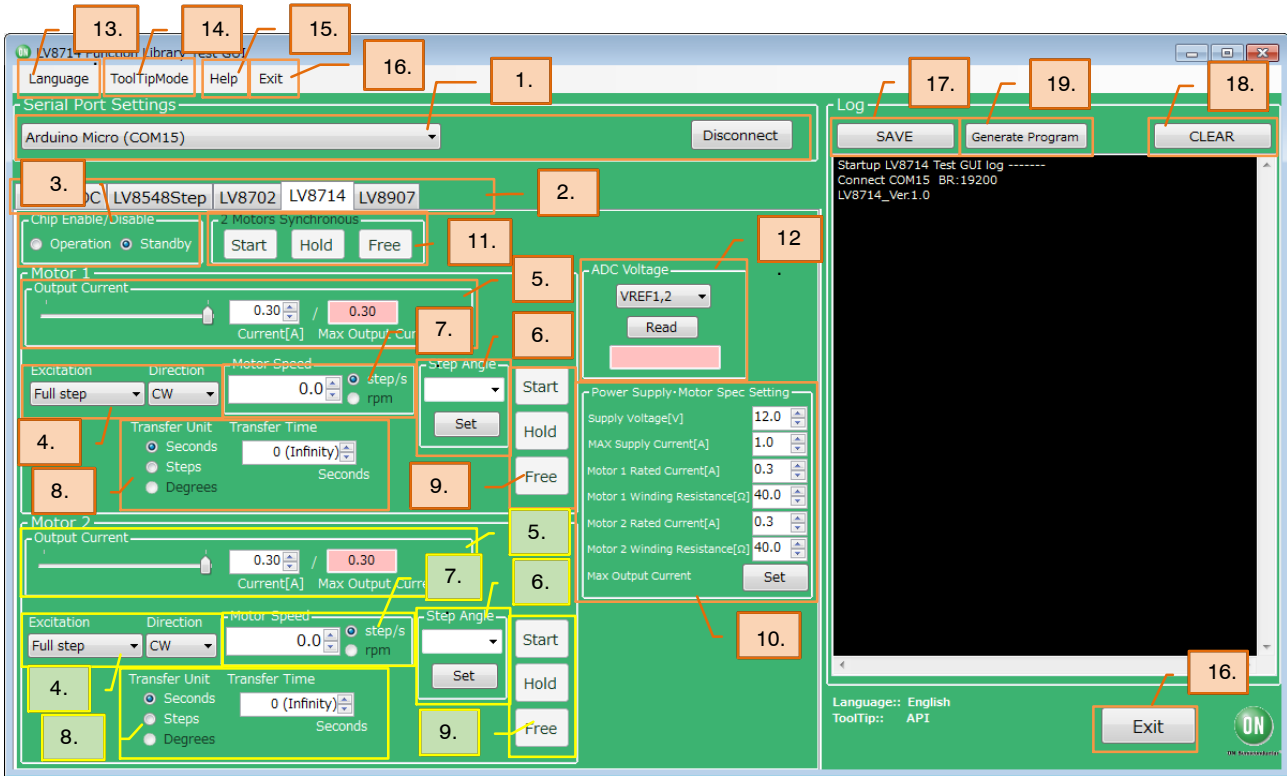 13.
14.
15.
LV8714 Function Library Test GUI
16.
Language ToolTipMode Help Exit
1.
17.
19.
18.
Serial Port Settings
Log
Arduino Micro (COM15) Disconnect
SAVE Generate Program CLEAR
Startup LV8714 Test GUI log -------
Connect COM15 BR:19200
LV8714_Ver.1.0
3.
2.
DC LV8548Step LV8702 LV8714 LV8907
Chip Enable/Disable
Operation Standby
2 Motors Synchronous
Start Hold Free
11.
12
.
Motor 1
Output Current
5.
0.30 / 0.30
Current[A] Max Output Cur
7.
6.
ADC Voltage
VREF1,2
Read
Excitation Direction
Full step CW
Motor Speed
0.0 step/s
rpm
Step Angle
Set
Start
Hold
Free
4.
Transfer Unit Transfer Time
Seconds 0 (Infinity)
Steps Seconds
Degrees
8.
9.
Power Supply・Motor Spec Setting
Supply Voltage[V] 12.0
MAX Supply Current[A] 1.0
Motor 1 Rated Current[A] 0.3
Motor 1 Winding Resistance[Ω] 40.0
Motor 2 Rated Current[A] 0.3
Motor 2 Winding Resistance[Ω] 40.0
Max Output Current Set
10.
Motor 2
Output Current
5.
0.30 / 0.30
Current[A] Max Output Curre
7.
6.
Excitation Direction
Full step CW
Motor Speed
0.0 step/s
rpm
Step Angle
Set
Start
Hold
Free
4.
Transfer Unit Transfer Time
Seconds 0 (Infinity)
Steps Seconds
Degrees
8.
9.
16.
Language:: English
ToolTip:: API
Exit
ON
ON Semiconductor